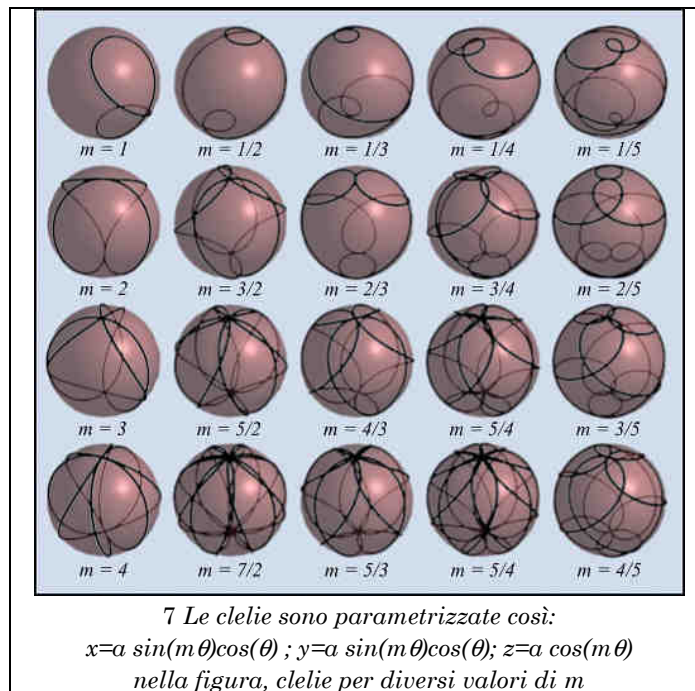 m = 1 m = 1/2 m = 1/3 m = 1/4 m = 1/5
m = 2 m = 3/2 m = 2/3 m = 3/4 m = 2/5
m = 3 m = 5/2 m = 4/3 m = 5/4 m = 3/5
m = 4 m = 7/2 m = 5/3 m = 5/4 m = 4/5
7 Le clelie sono parametrizzate così:
x=a sin(mθ)cos(θ) ; y=a sin(mθ)cos(θ); z=a cos(mθ)
nella figura, clelie per diversi valori di m